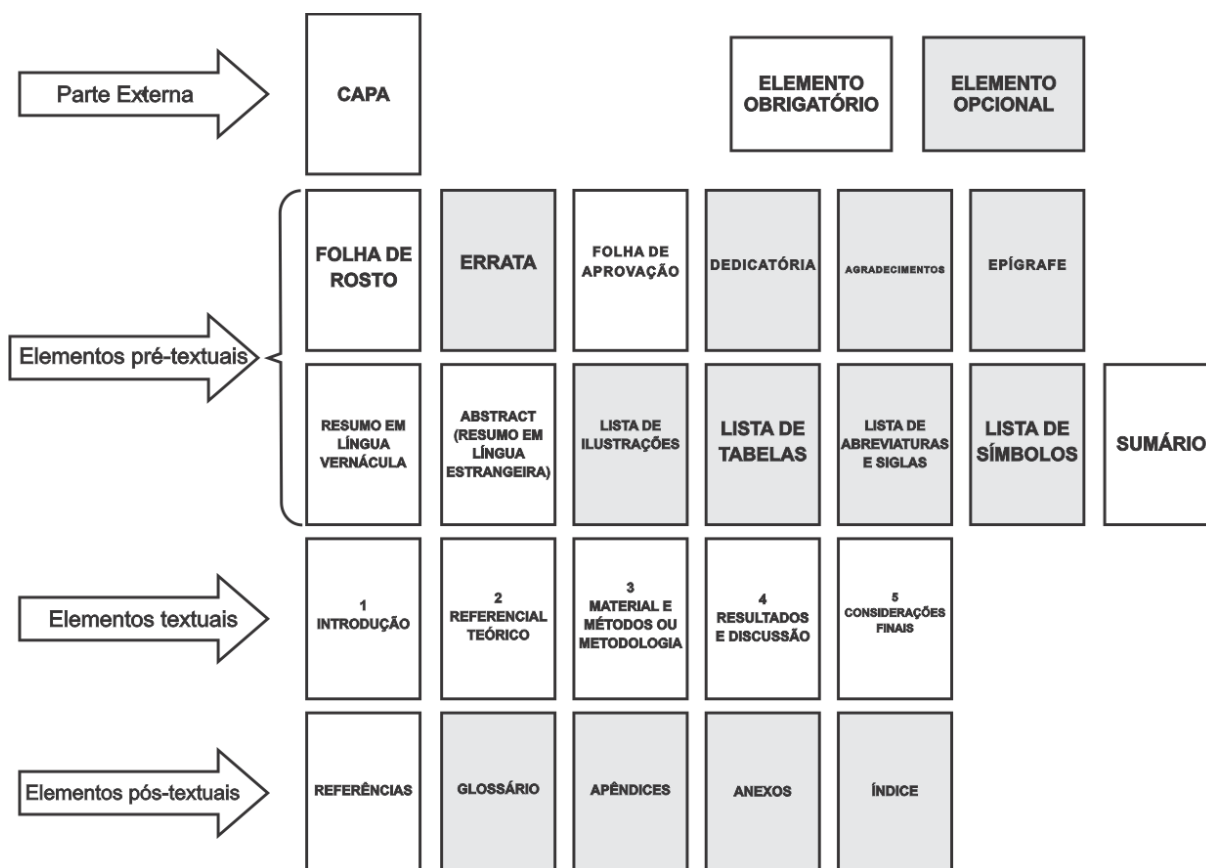 Parte Externa
CAPA
ELEMENTO
OBRIGATÓRIO
ELEMENTO
OPCIONAL
Elementos pré-textuais
FOLHA DE
ROSTO
ERRATA
FOLHA DE
APROVAÇÃO
DEDICATÓRIA
AGRADECIMENTOS
EPÍGRAFE
RESUMO EM
LÍNGUA
VERNÁCULA
ABSTRACT
(RESUMO EM
LÍNGUA
ESTRANGEIRA)
LISTA DE
ILUSTRAÇÕES
LISTA DE
TABELAS
LISTA DE
ABREVIATURAS
E SIGLAS
LISTA DE
SÍMBOLOS
SUMÁRIO
Elementos textuais
1
INTRODUÇÃO
2
REFERENCIAL
TEÓRICO
3
MATERIAL E
MÉTODOS OU
METODOLOGIA
4
RESULTADOS
E DISCUSSÃO
5
CONSIDERAÇÕES
FINAIS
Elementos pós-textuais
REFERÊNCIAS
GLOSSÁRIO
APÊNDICES
ANEXOS
ÍNDICE